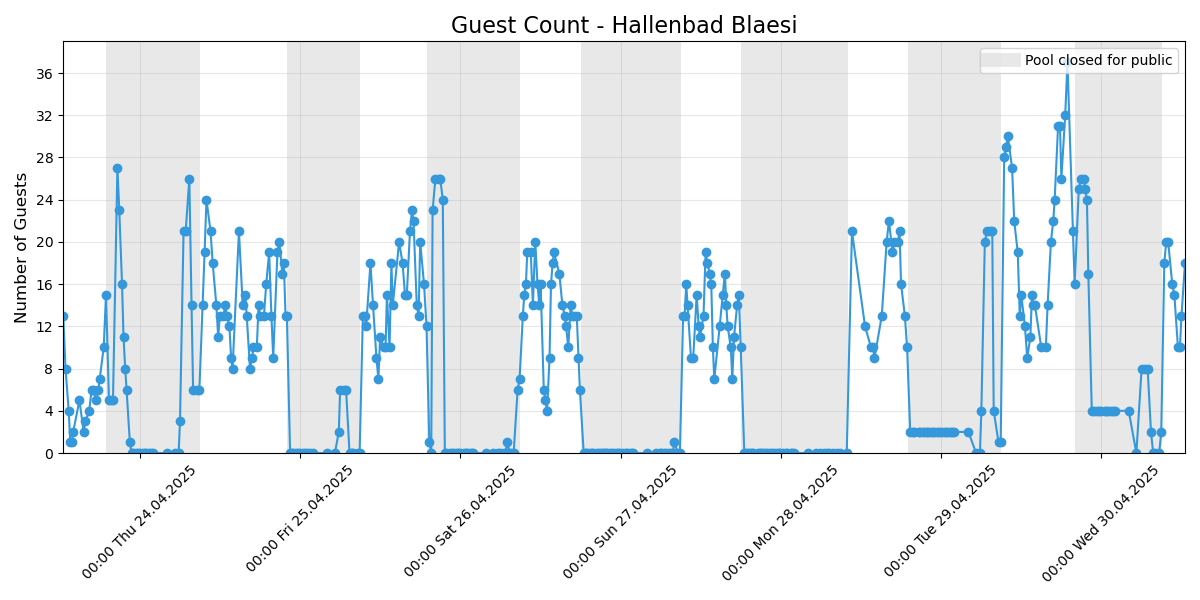 Guest Count - Hallenbad Blaesi
Pool closed for public
Number of Guests
36
32
28
24
20
16
12
8
4
0
00:00 Thu 24.04.2025
00:00 Fri 25.04.2025
00:00 Sat 26.04.2025
00:00 Sun 27.04.2025
00:00 Mon 28.04.2025
00:00 Tue 29.04.2025
00:00 Wed 30.04.2025